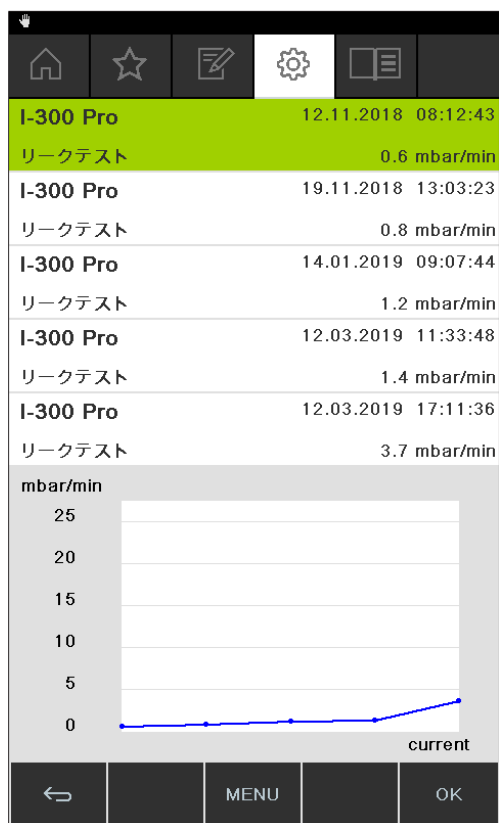 I-300 Pro 12.11.2018 08:12:43
リークテスト 0.6 mbar/min
I-300 Pro 19.11.2018 13:03:23
リークテスト 0.8 mbar/min
I-300 Pro 14.01.2019 09:07:44
リークテスト 1.2 mbar/min
I-300 Pro 12.03.2019 11:33:48
リークテスト 1.4 mbar/min
I-300 Pro 12.03.2019 17:11:36
リークテスト 3.7 mbar/min
mbar/min
25
20
15
10
5
0
current
MENU OK